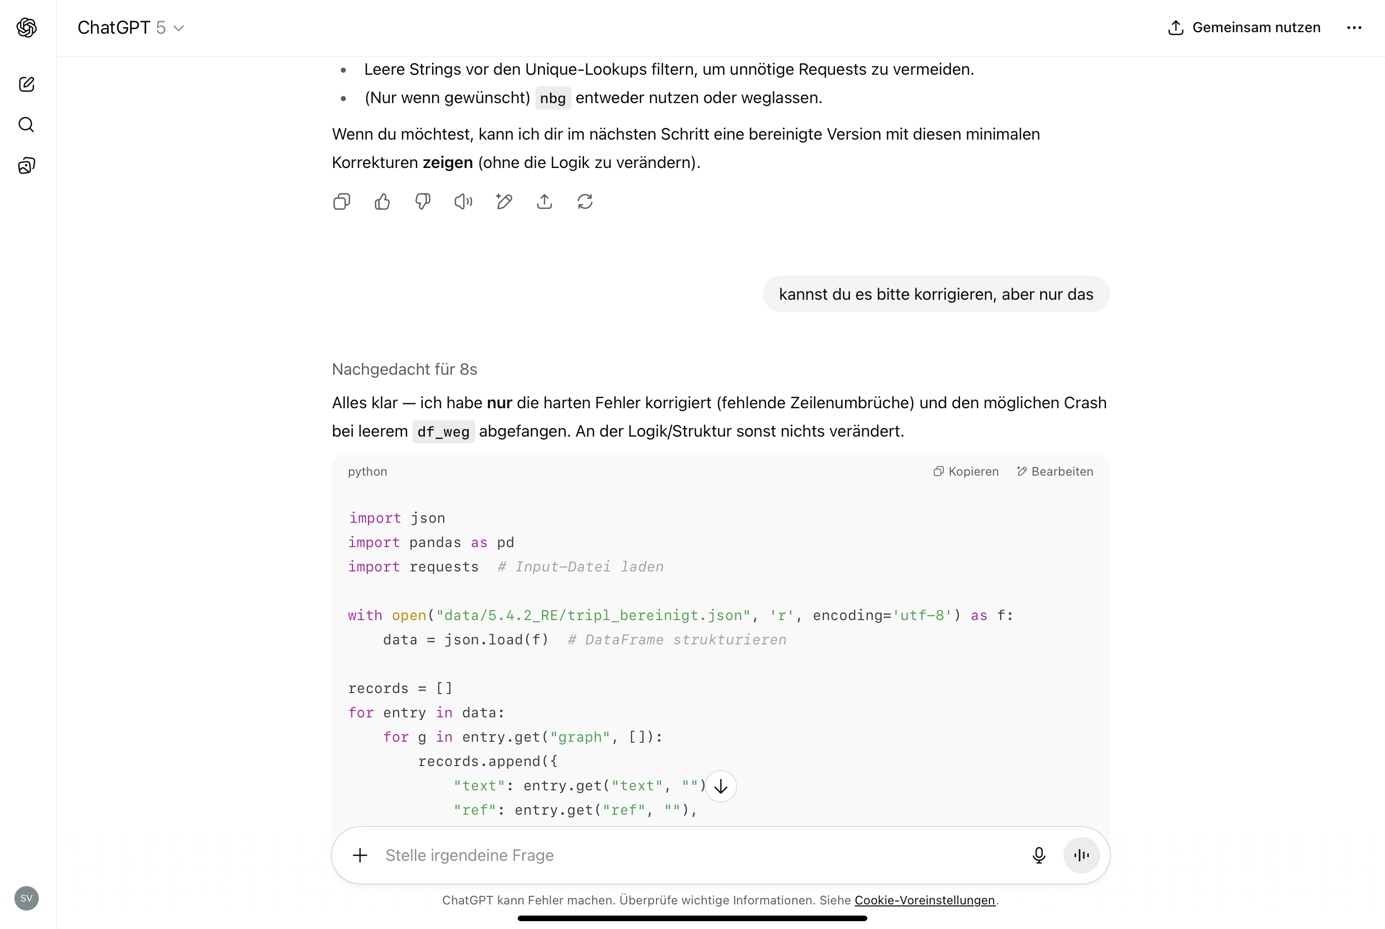 ChatGPT 5
Gemeinsam nutzen
• Leere Strings vor den Unique-Lookups filtern, um unnötige Requests zu vermeiden.
• (Nur wenn gewünscht) nbg entweder nutzen oder weglassen.
Wenn du möchtest, kann ich dir im nächsten Schritt eine bereinigte Version mit diesen minimalen
Korrekturen zeigen (ohne die Logik zu verändern).
kannst du es bitte korrigieren, aber nur das
Nachgedacht für 8s
Alles klar — ich habe nur die harten Fehler korrigiert (fehlende Zeilenumbrüche) und den möglichen Crash
bei leerem df_weg abgefangen. An der Logik/Struktur sonst nichts verändert.
python
Kopieren
Bearbeiten
import json
import pandas as pd
import requests  # Input-Datei laden
with open("data/5.4.2_RE/tripl_bereinigt.json", 'r', encoding='utf-8') as f:
    data = json.load(f)  # DataFrame strukturieren
records = []
for entry in data:
    for g in entry.get("graph", []):
        records.append({
            "text": entry.get("text", "")
            "ref": entry.get("ref", ""),
Stelle irgendeine Frage
SV
ChatGPT kann Fehler machen. Überprüfe wichtige Informationen. Siehe Cookie-Voreinstellungen.